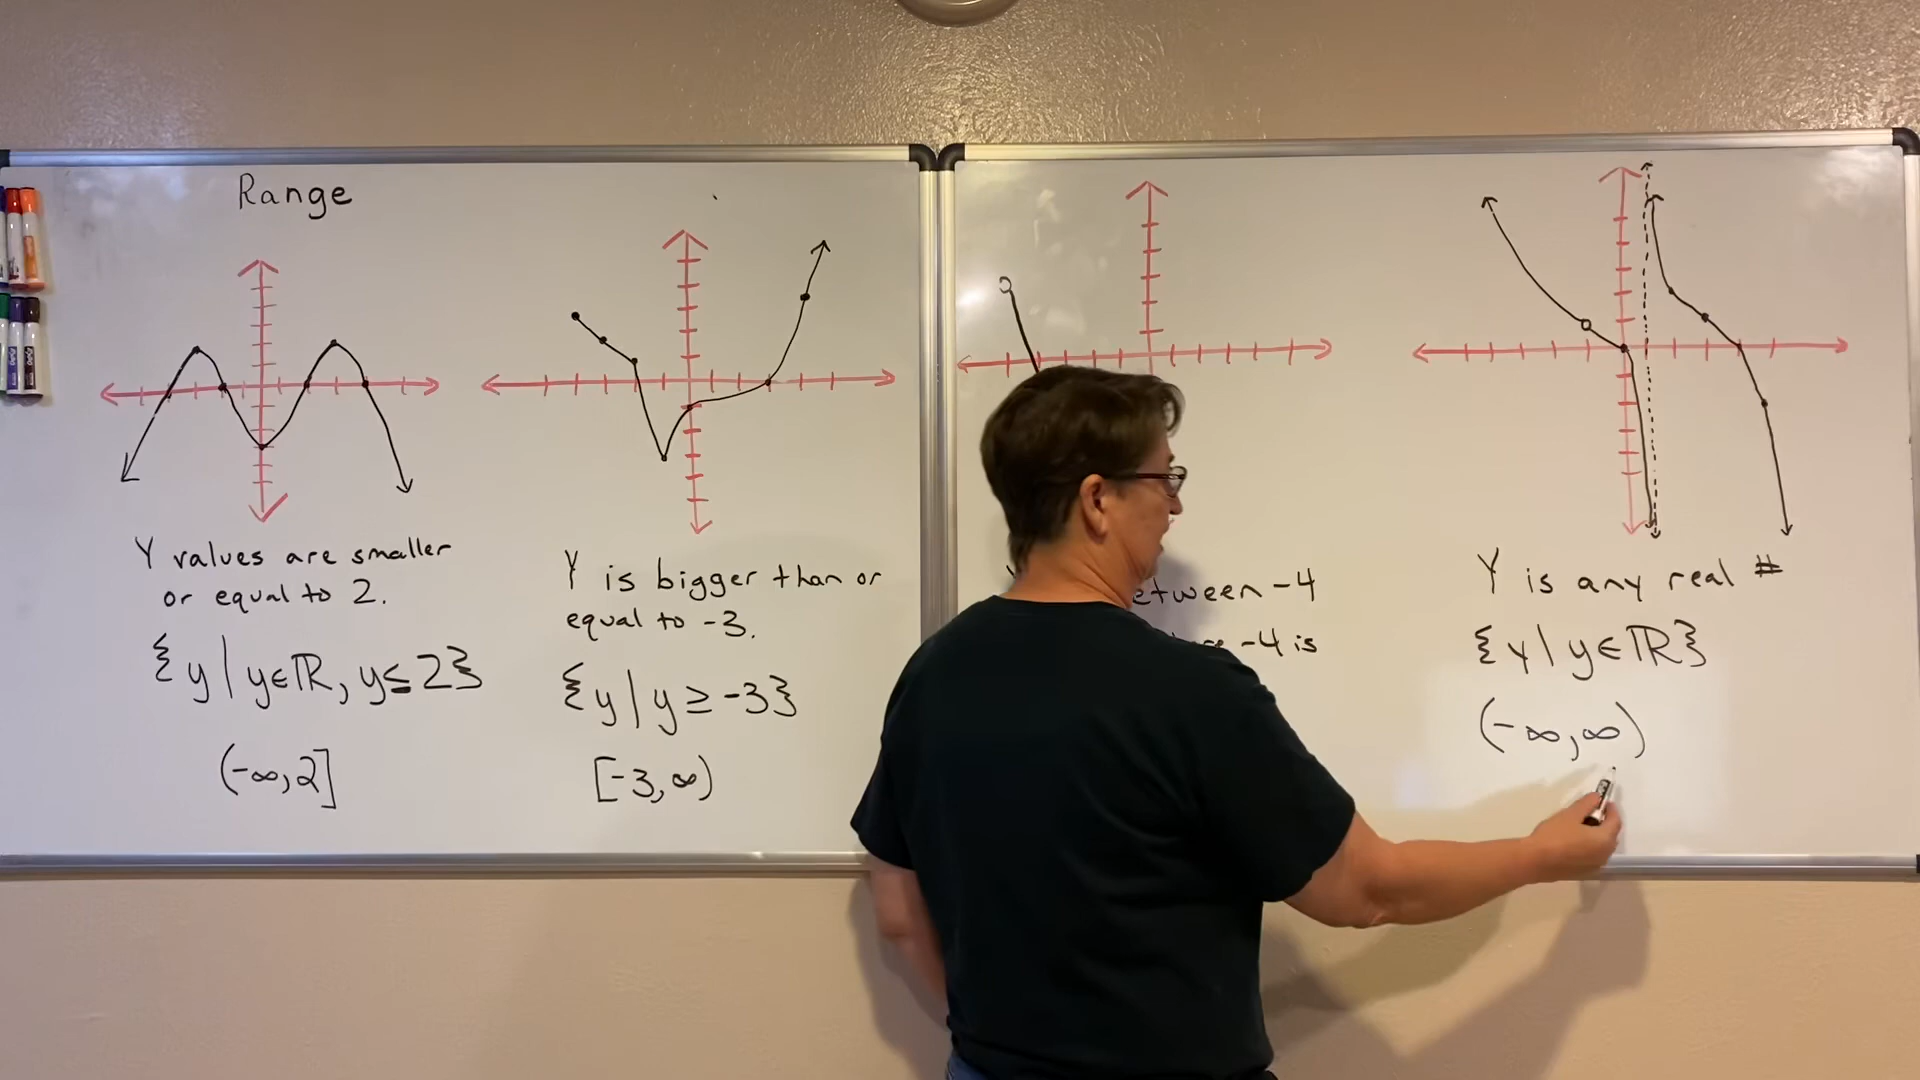 Range
Y values are smaller
or equal to 2.
{y | y∈ℝ, y≤2}
(-∞,2]
Y is bigger than or
equal to -3.
{y | y ≥ -3}
[-3,∞)
-4
-4 is
Y is any real #
{y | y∈ℝ}
(-∞,∞)